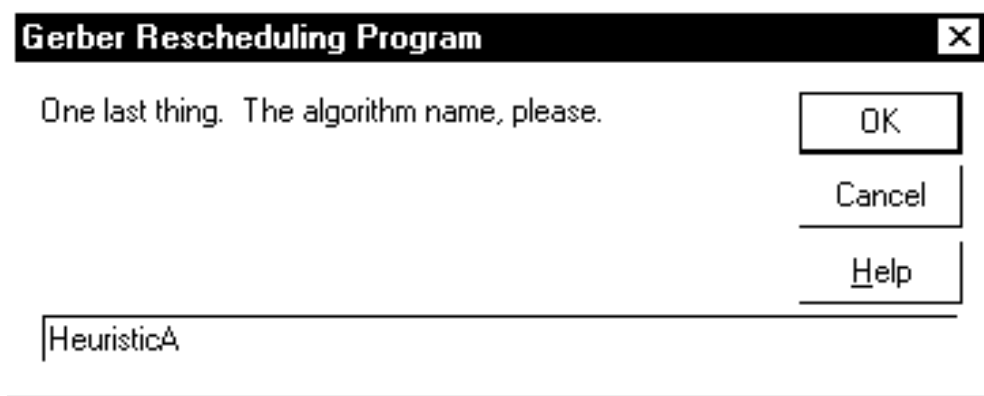 Gerber Rescheduling Program
One last thing.  The algorithm name, please.
OK
Cancel
Help
HeuristicA